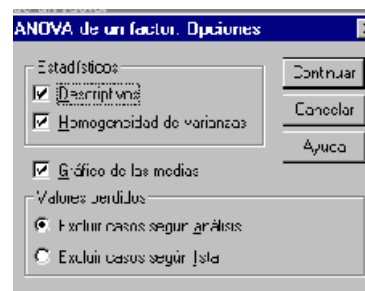 ANOVA de un factor: Opciones
Estadísticos
Descriptivos
Homogeneidad de varianzas
Gráfico de las medias
Valores perdidos
Excluir casos según análisis
Excluir casos según lista
Continuar
Cancelar
Ayuda